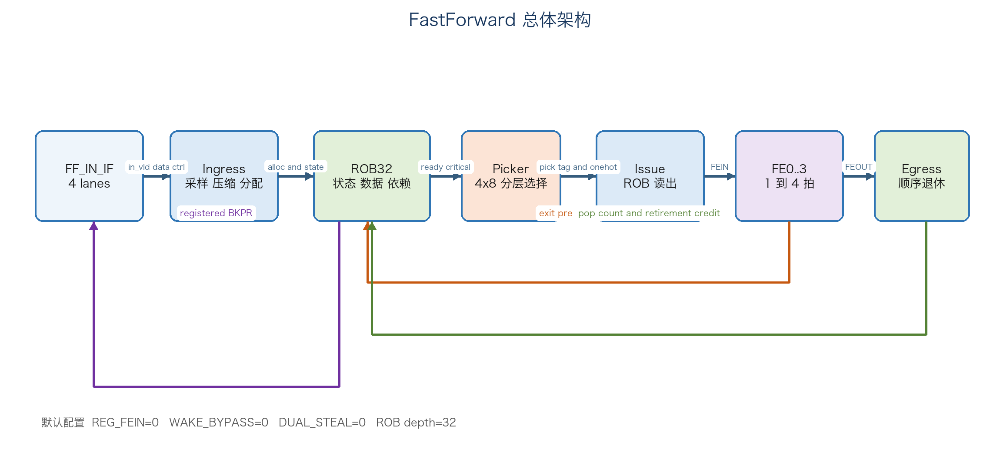 FastForward 总体架构
FF_IN_IF
4 lanes
in_vld data ctrl
Ingress
采样 压缩 分配
alloc and state
ROB32
状态 数据 依赖
ready critical
Picker
4x8 分层选择
pick tag and onehot
Issue
ROB 读出
FEIN
FE0..3
1 到 4 拍
FEOUT
Egress
顺序退休
registered BKPR
exit pre
pop count and retirement credit
默认配置 REG_FEIN=0 WAKE_BYPASS=0 DUAL_STEAL=0 ROB depth=32